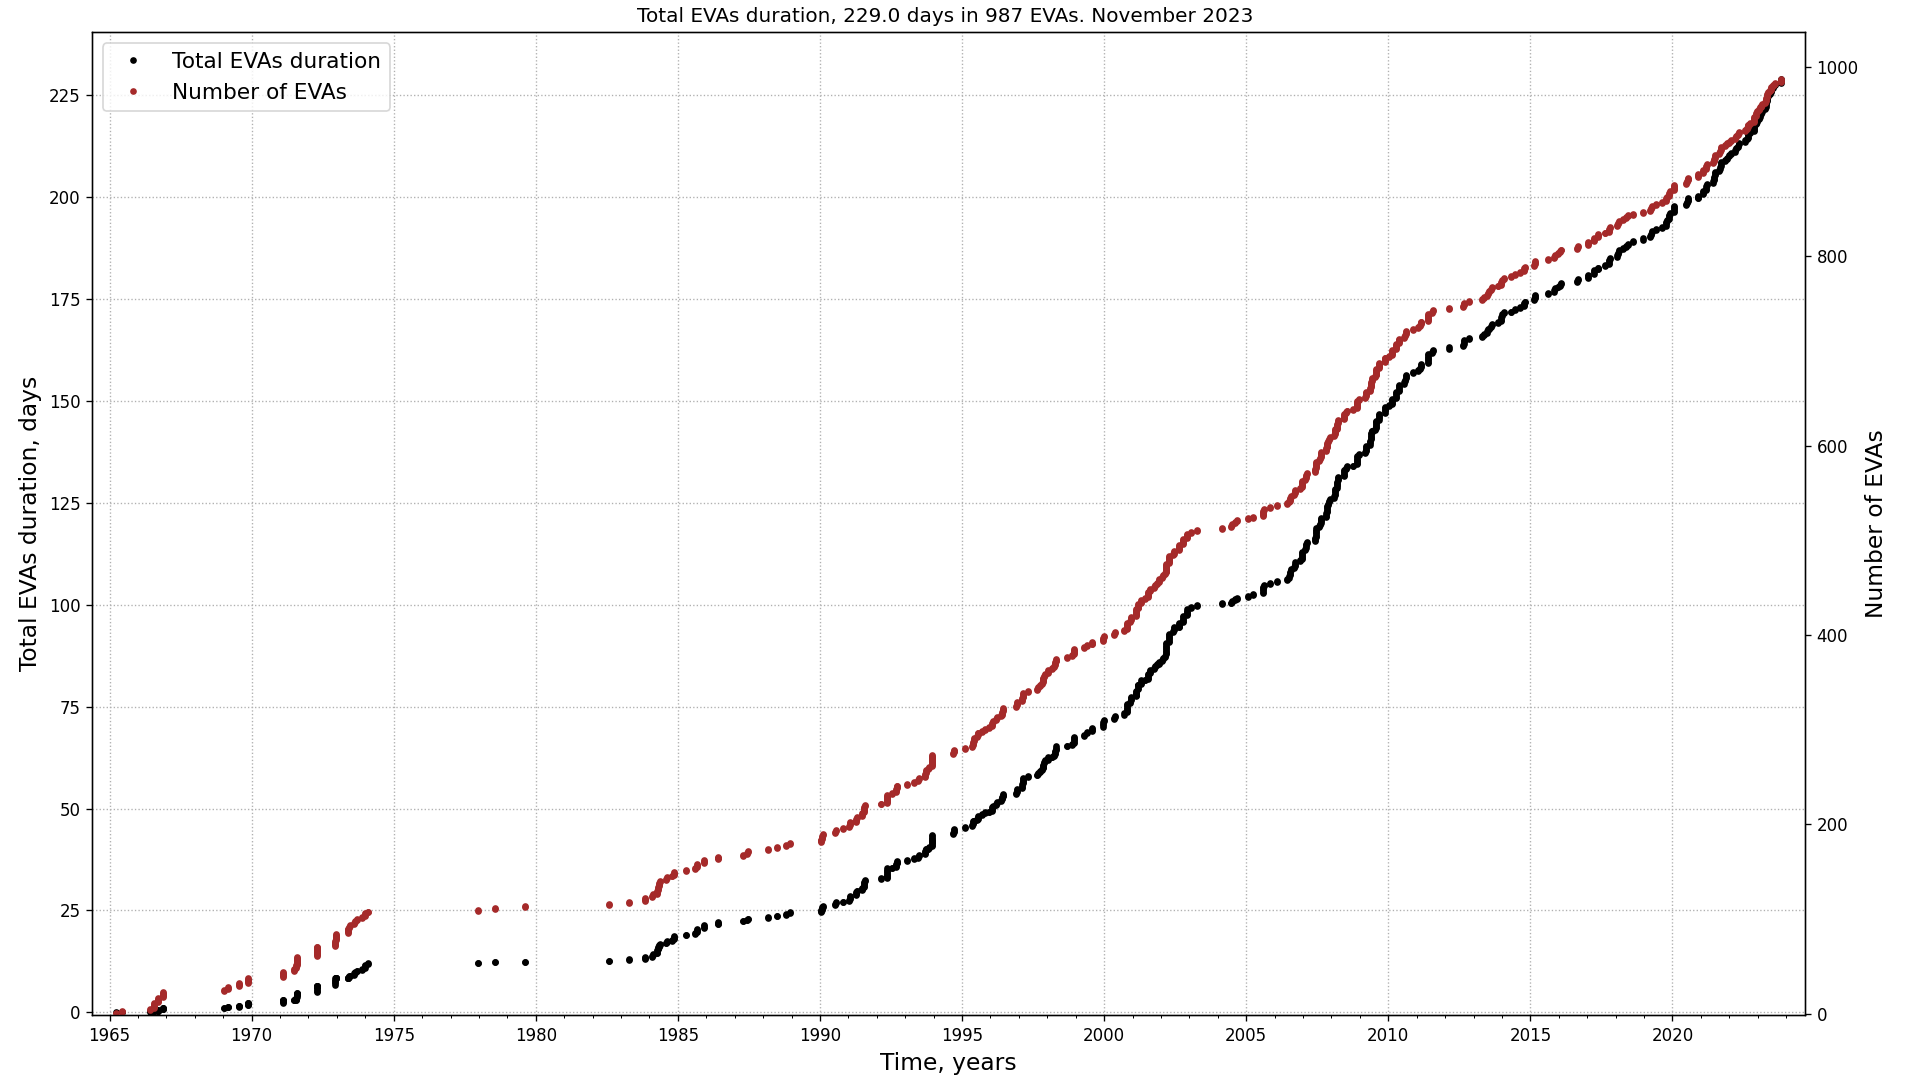 Total EVAs duration, 229.0 days in 987 EVAs. November 2023
Total EVAs duration
Number of EVAs
225
200
175
150
125
100
75
50
25
0
Total EVAs duration, days
1000
800
600
400
200
0
Number of EVAs
1965 1970 1975 1980 1985 1990 1995 2000 2005 2010 2015 2020
Time, years